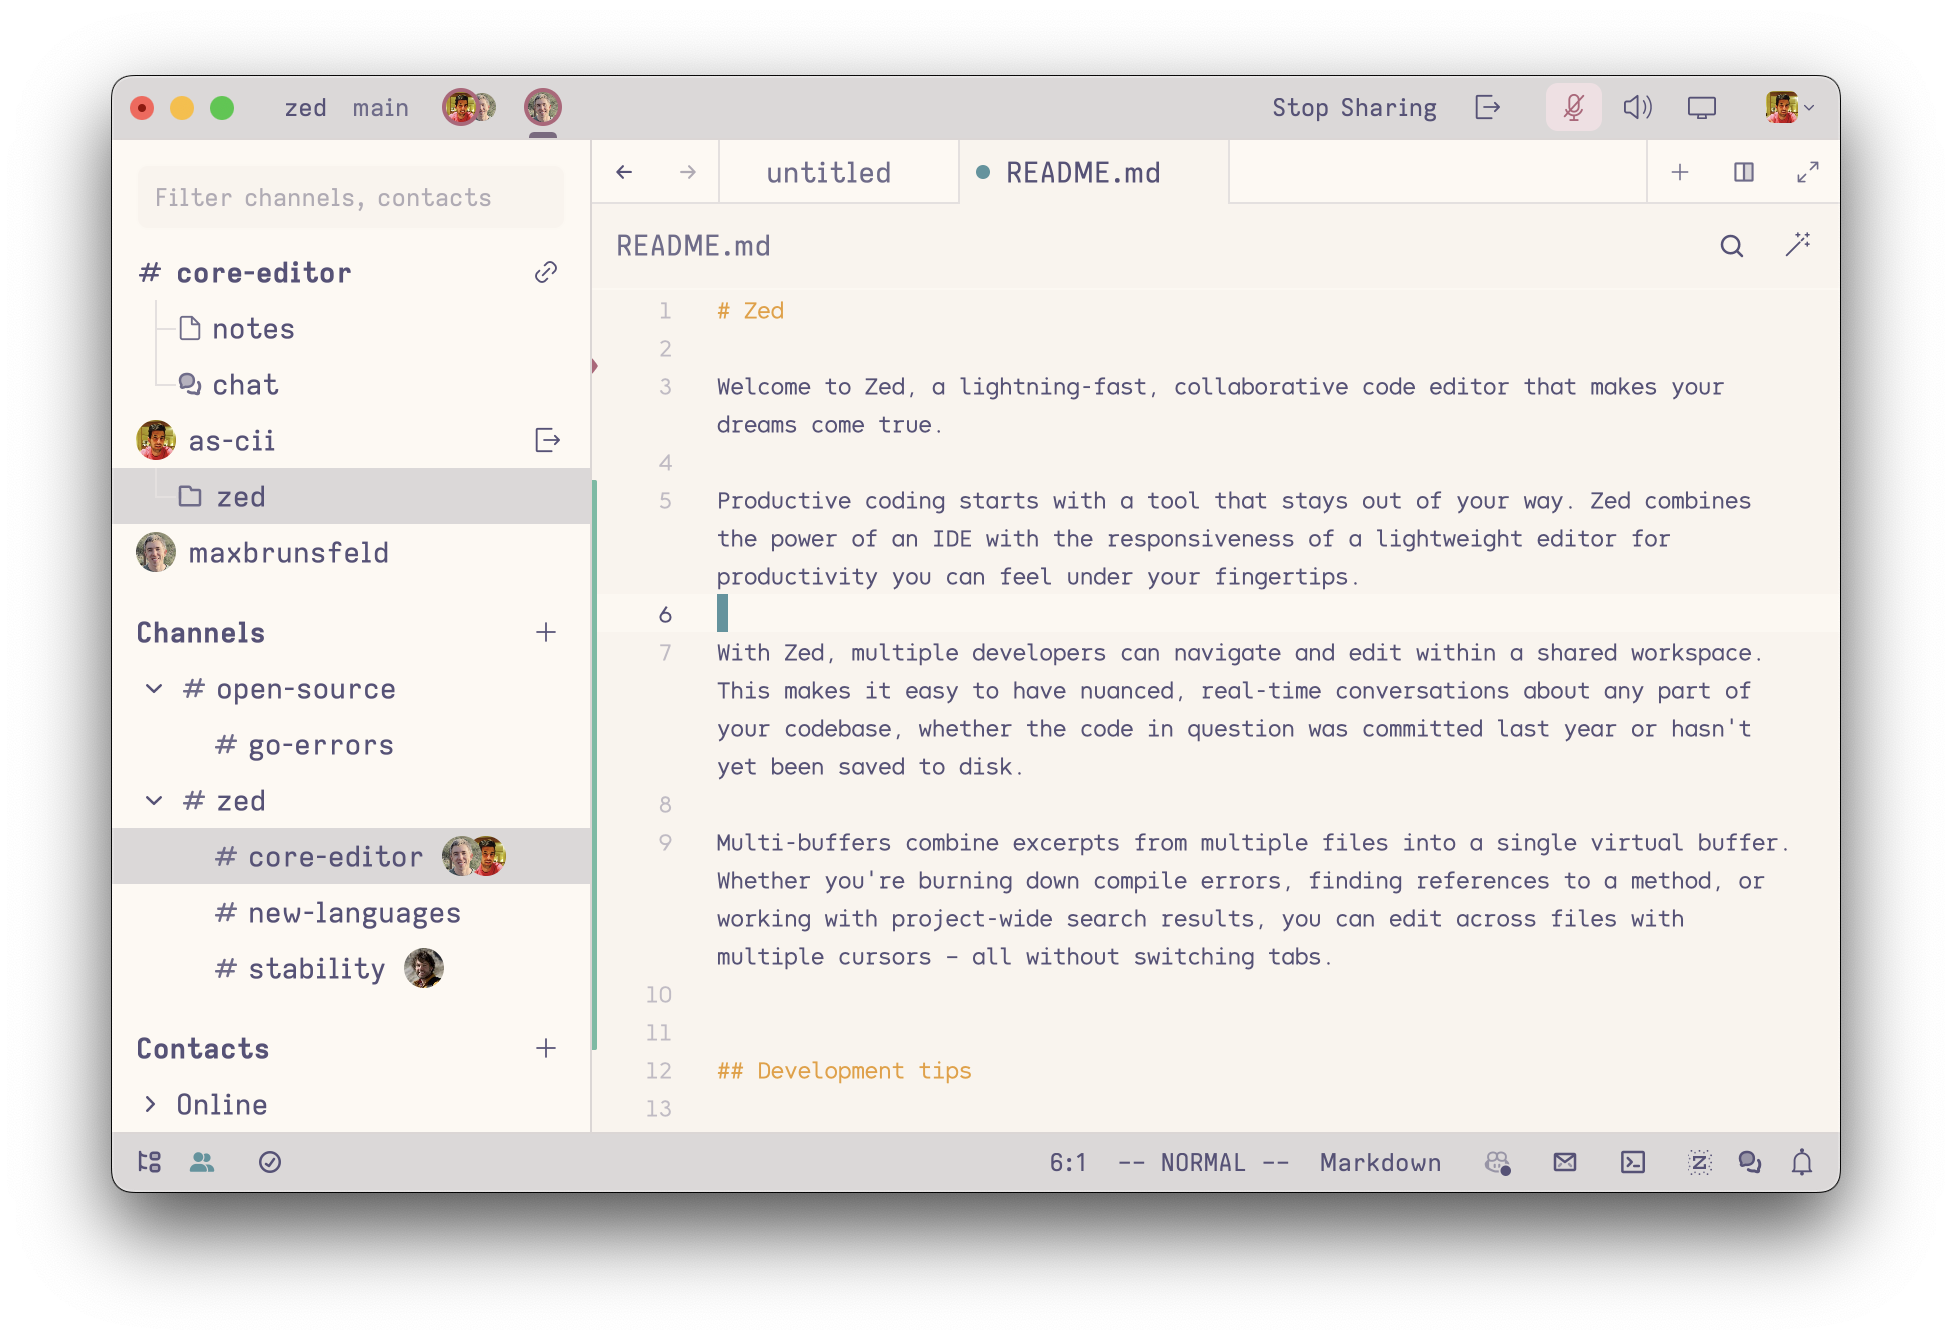 zed main
Stop Sharing
Filter channels, contacts
# core-editor
notes
chat
as-cii
zed
maxbrunsfeld
Channels
# open-source
# go-errors
# zed
# core-editor
# new-languages
# stability
Contacts
Online
untitled
README.md
README.md
1 # Zed
2
3 Welcome to Zed, a lightning-fast, collaborative code editor that makes your
dreams come true.
4
5 Productive coding starts with a tool that stays out of your way. Zed combines
the power of an IDE with the responsiveness of a lightweight editor for
productivity you can feel under your fingertips.
6
7 With Zed, multiple developers can navigate and edit within a shared workspace.
This makes it easy to have nuanced, real-time conversations about any part of
your codebase, whether the code in question was committed last year or hasn't
yet been saved to disk.
8
9 Multi-buffers combine excerpts from multiple files into a single virtual buffer.
Whether you're burning down compile errors, finding references to a method, or
working with project-wide search results, you can edit across files with
multiple cursors – all without switching tabs.
10
11
12 ## Development tips
13
6:1 -- NORMAL -- Markdown